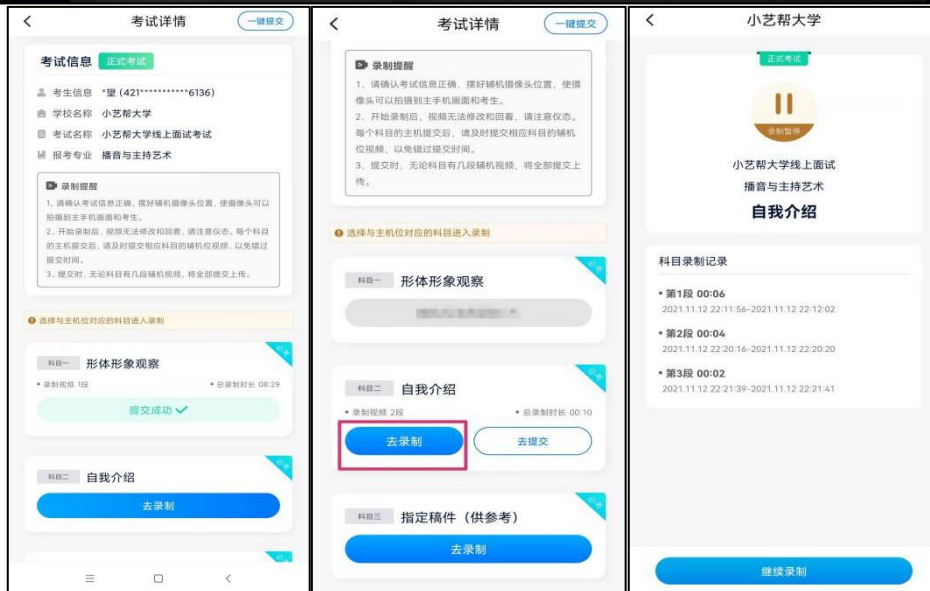 考试详情
一键提交
考试信息 正式考试
考生信息 *望 (421***********6136)
学校名称 小艺帮大学
考试名称 小艺帮大学线上面试考试
报考专业 播音与主持艺术
录制提醒
1、请确认考试信息正确，摆好辅机摄像头位置，使摄像头可以
拍摄到主手机画面和考生。
2、开始录制后，视频无法修改和回看，请注意仪态。每个科目
的主机提交后，请及时提交相应科目的辅机位视频，以免错过
提交时间。
3、提交时，无论科目有几段辅机视频，将全部提交上传。
选择与主机位对应的科目进入录制
科目一 形体形象观察
必考
• 录制视频 1段 • 总录制时长 08:29
提交成功
科目二 自我介绍
必考
去录制
考试详情
一键提交
录制提醒
1、请确认考试信息正确，摆好辅机摄像头位置，使摄
像头可以拍摄到主手机画面和考生。
2、开始录制后，视频无法修改和回看，请注意仪态。
每个科目的主机提交后，请及时提交相应科目的辅机
位视频，以免错过提交时间。
3、提交时，无论科目有几段辅机视频，将全部提交上
传。
选择与主机位对应的科目进入录制
科目一 形体形象观察
必考
科目二 自我介绍
必考
• 录制视频 2段 • 总录制时长 00:10
去录制 去提交
科目三 指定稿件（供参考）
必考
去录制
小艺帮大学
正式考试
录制暂停
小艺帮大学线上面试
播音与主持艺术
自我介绍
科目录制记录
• 第1段 00:06
2021.11.12 22:11:56-2021.11.12 22:12:02
• 第2段 00:04
2021.11.12 22:20:16-2021.11.12 22:20:20
• 第3段 00:02
2021.11.12 22:21:39-2021.11.12 22:21:41
继续录制